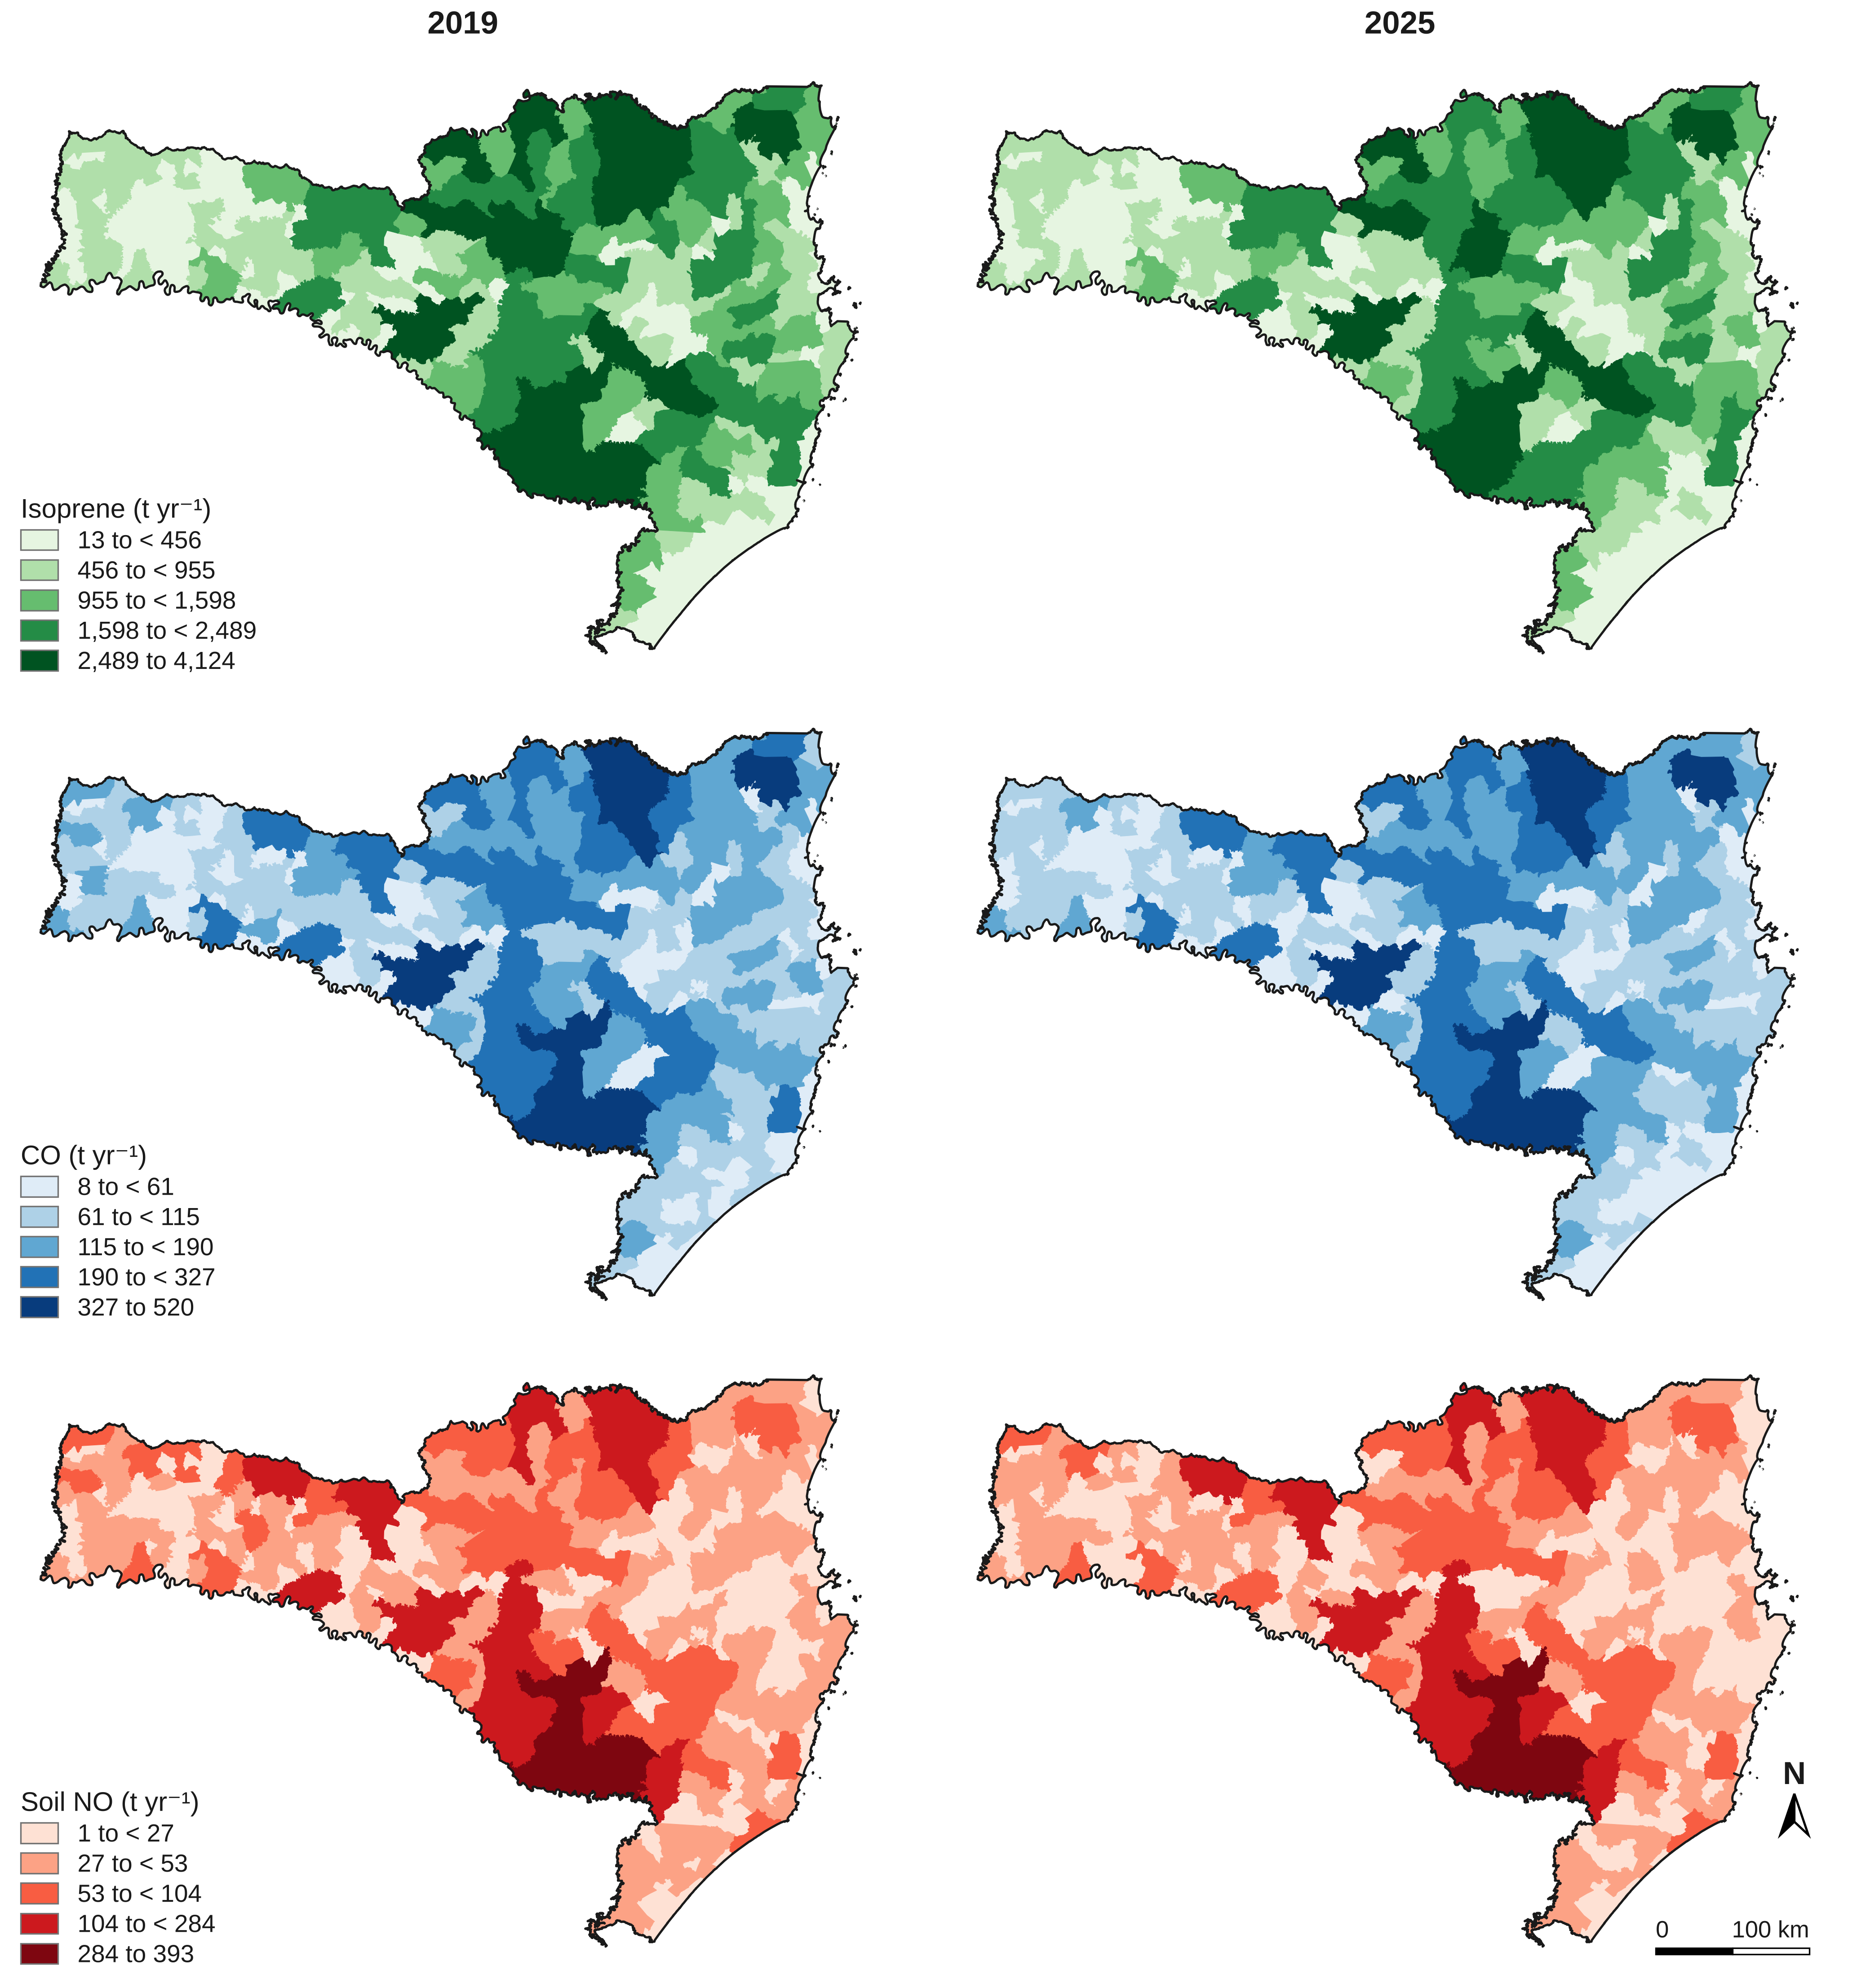 2019
2025
Isoprene (t yr⁻¹)
13 to < 456
456 to < 955
955 to < 1,598
1,598 to < 2,489
2,489 to 4,124
CO (t yr⁻¹)
8 to < 61
61 to < 115
115 to < 190
190 to < 327
327 to 520
Soil NO (t yr⁻¹)
1 to < 27
27 to < 53
53 to < 104
104 to < 284
284 to 393
N
0 100 km